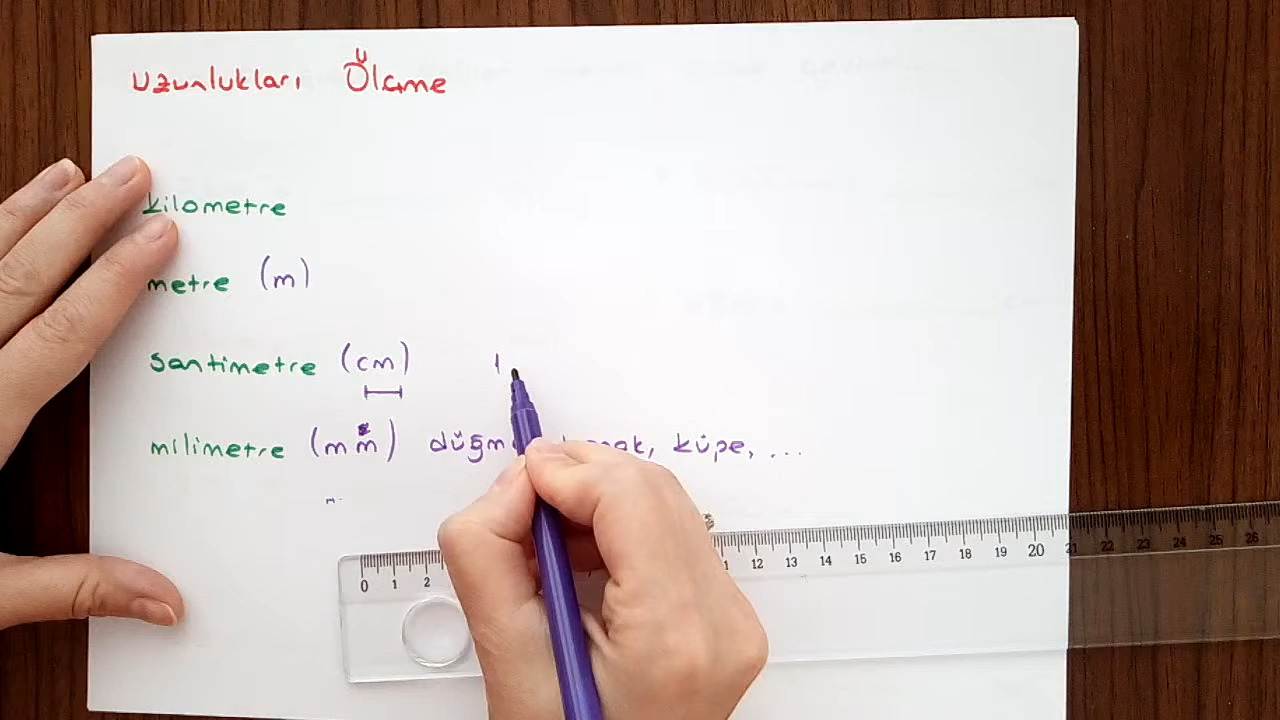 Uzunlukları Ölçme
kilometre
metre (m)
santimetre (cm) 1
milimetre (mm) küpe, ...
0 1 2 12 13 14 15 16 17 18 19 20 21 22 23 24 25 26